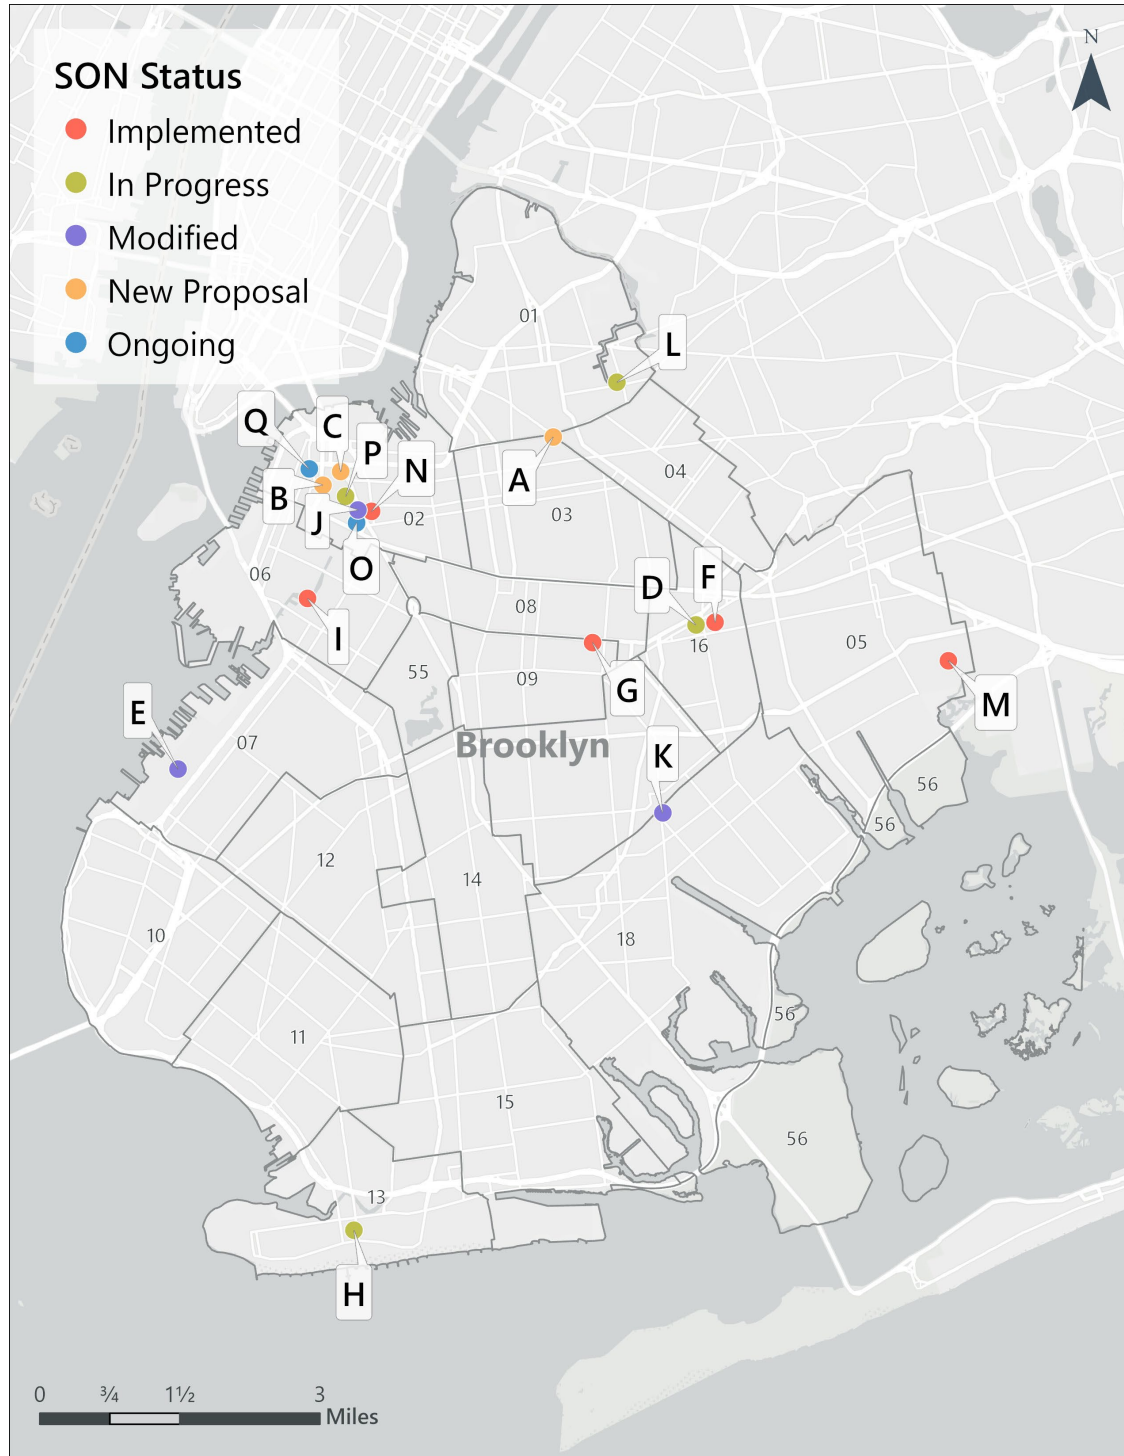 N
SON Status
Implemented
In Progress
Modified
New Proposal
Ongoing
01
L
Q
C
P
N
A
04
B
J
02
03
O
06
D
F
08
I
16
05
55
09
G
M
E
07
Brooklyn
K
56
56
12
14
10
18
56
11
15
56
13
H
0 ¾ 1½ 3
Miles